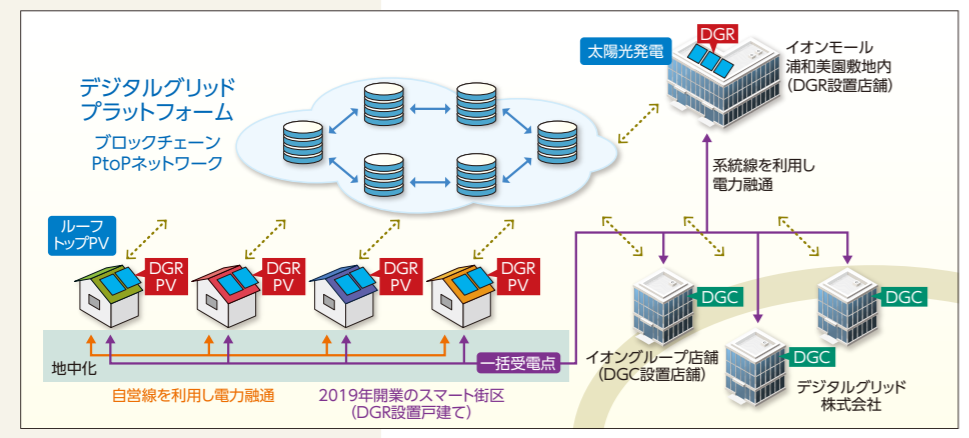 デジタルグリッド
プラットフォーム
ブロックチェーン
PtoPネットワーク
太陽光発電
DGR
イオンモール
浦和美園敷地内
(DGR設置店舗)
系統線を利用し
電力融通
ルーフ
トップPV
DGR
PV
DGR
PV
DGR
PV
DGR
PV
DGC
DGC
DGC
地中化
一括受電点
イオングループ店舗
(DGC設置店舗)
デジタルグリッド
株式会社
自営線を利用し電力融通
2019年開業のスマート街区
(DGR設置戸建て)